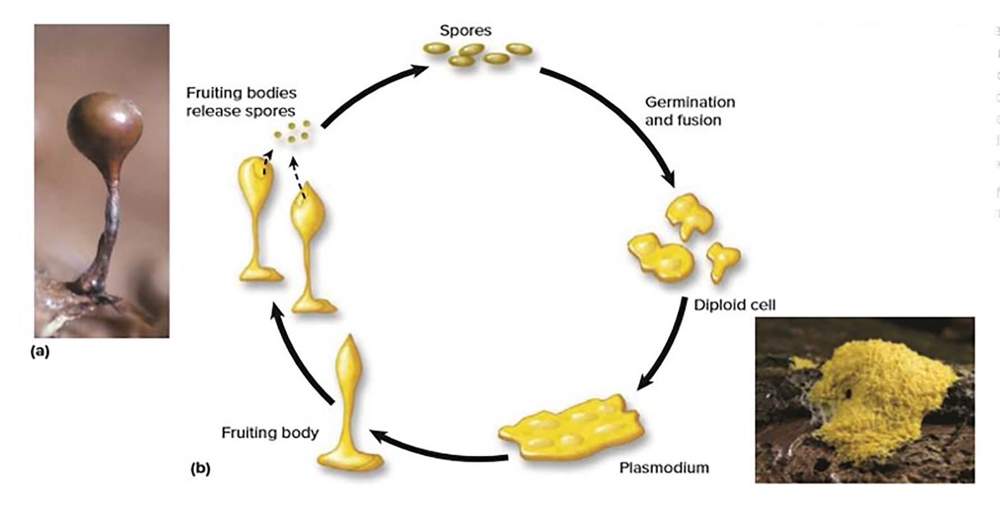 Spores
Fruiting bodies
release spores
Germination
and fusion
Diploid cell
(a)
Fruiting body
Plasmodium
(b)